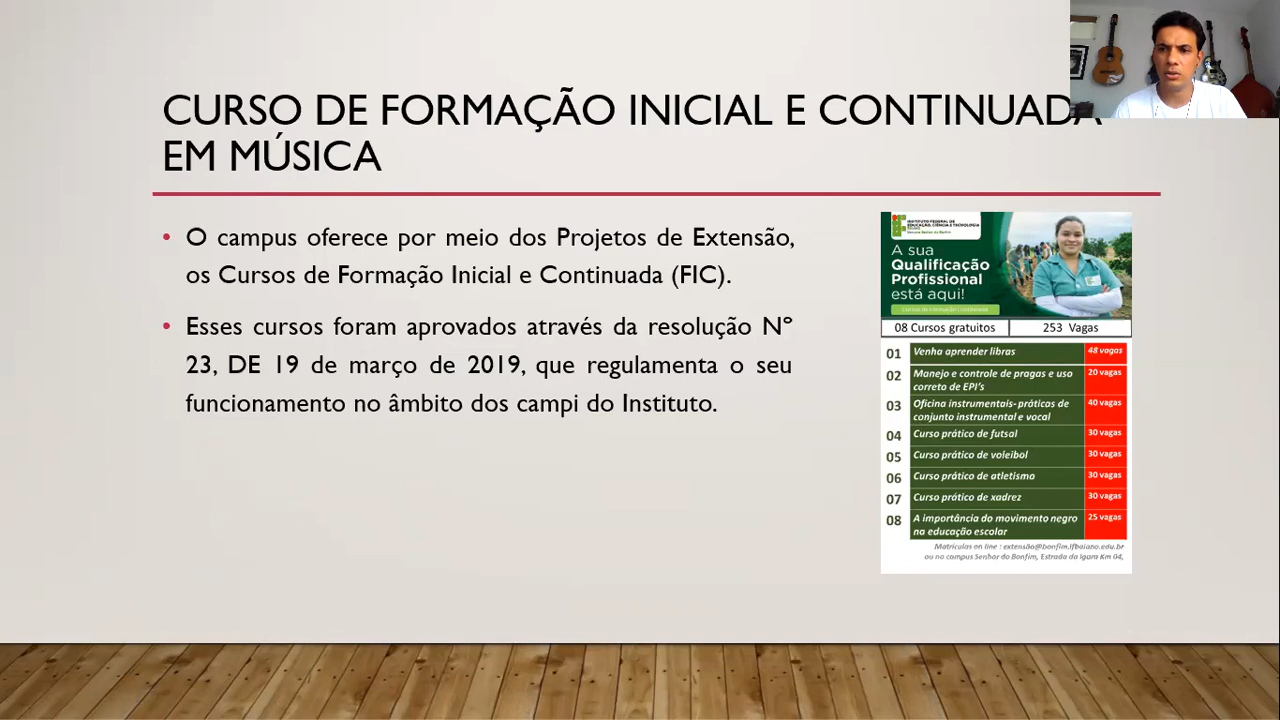 CURSO DE FORMAÇÃO INICIAL E CONTINUADA
EM MÚSICA
• O campus oferece por meio dos Projetos de Extensão,
os Cursos de Formação Inicial e Continuada (FIC).
• Esses cursos foram aprovados através da resolução Nº
23, DE 19 de março de 2019, que regulamenta o seu
funcionamento no âmbito dos campi do Instituto.
INSTITUTO FEDERAL DE
EDUCAÇÃO, CIÊNCIA E TECNOLOGIA
A sua
Qualificação
Profissional
está aqui!
08 Cursos gratuitos 253 Vagas
01 Venha aprender libras 48 vagas
02 Manejo e controle de pragas e uso 20 vagas
correto de EPI's
03 Oficina instrumentais- práticas de 40 vagas
conjunto instrumental e vocal
04 Curso prático de futsal 30 vagas
05 Curso prático de voleibol 30 vagas
06 Curso prático de atletismo 30 vagas
07 Curso prático de xadrez 30 vagas
08 A importância do movimento negro 25 vagas
na educação escolar
Matrículas on line : extensão@bonfim.ifbaiano.edu.br
ou no campus Senhor do Bonfim, Estrada da Igara Km 04,